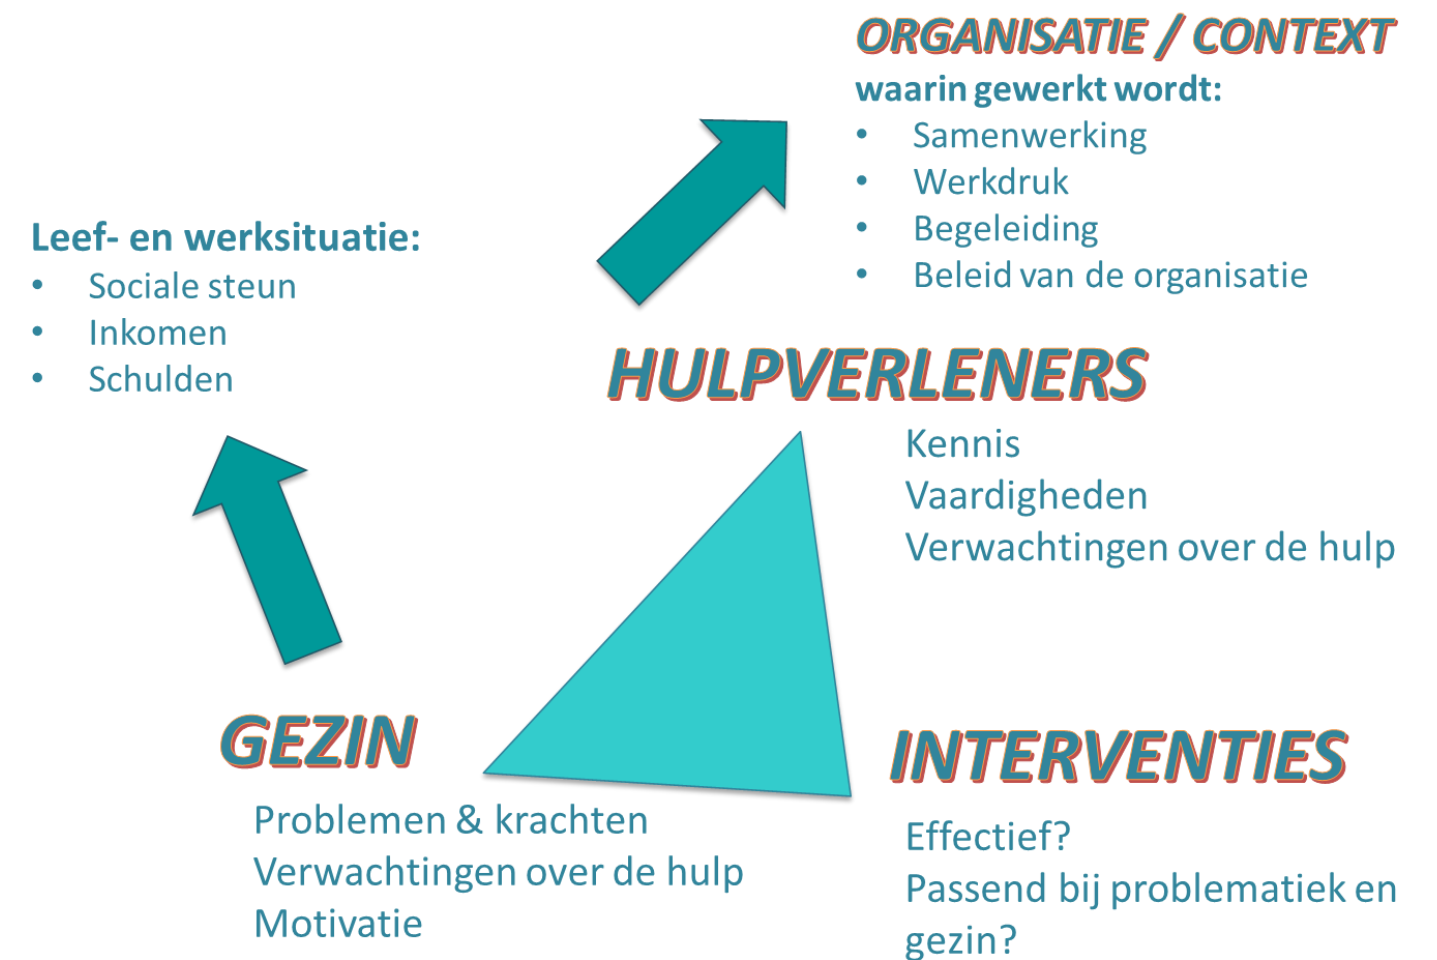 ORGANISATIE / CONTEXT
waarin gewerkt wordt:
• Samenwerking
• Werkdruk
• Begeleiding
• Beleid van de organisatie
Leef- en werksituatie:
• Sociale steun
• Inkomen
• Schulden
HULPVERLENERS
Kennis
Vaardigheden
Verwachtingen over de hulp
GEZIN
Problemen & krachten
Verwachtingen over de hulp
Motivatie
INTERVENTIES
Effectief?
Passend bij problematiek en
gezin?